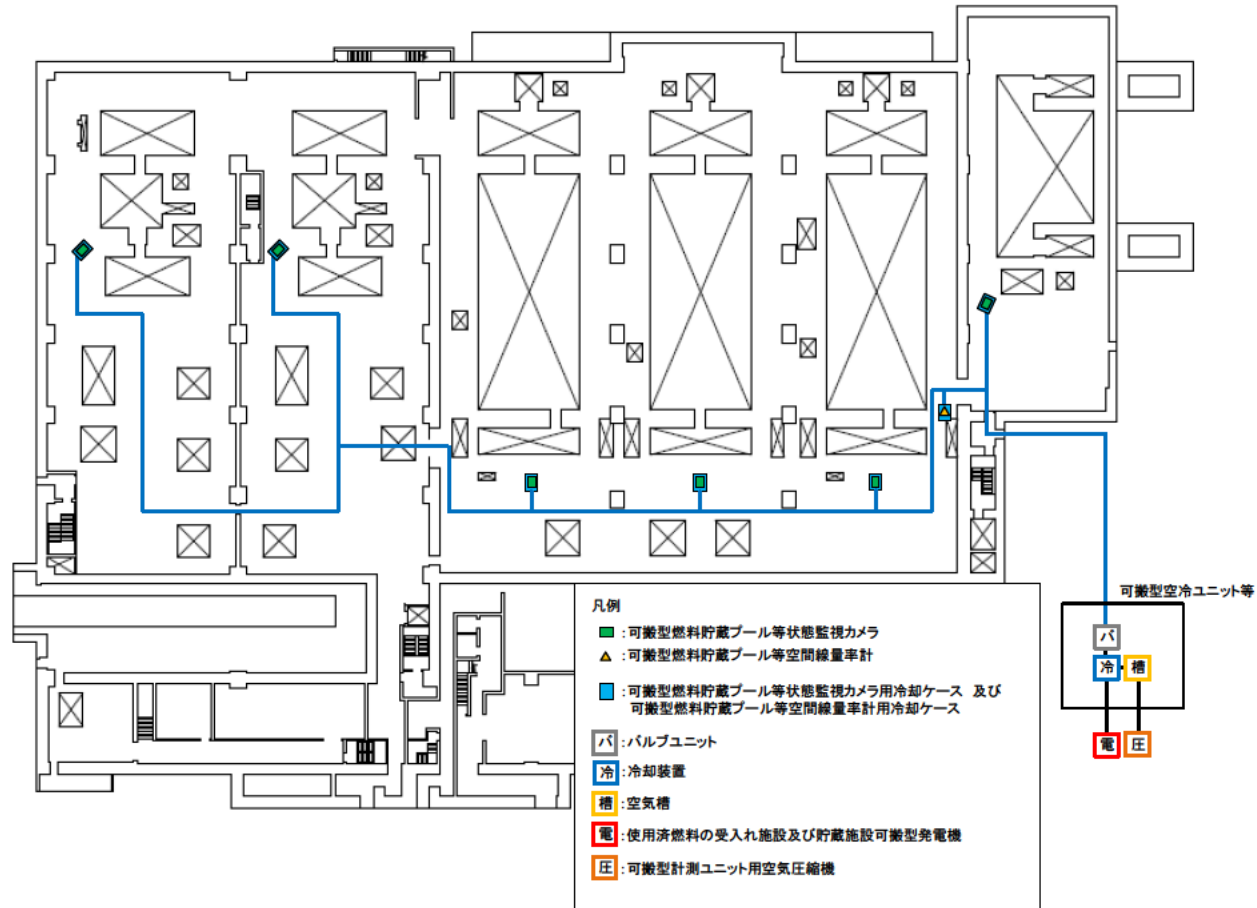 可搬型空冷ユニット等
バ
冷
槽
電
圧
凡例
:可搬型燃料貯蔵プール等状態監視カメラ
:可搬型燃料貯蔵プール等空間線量率計
:可搬型燃料貯蔵プール等状態監視カメラ用冷却ケース 及び
可搬型燃料貯蔵プール等空間線量率計用冷却ケース
バ:バルブユニット
冷:冷却装置
槽:空気槽
電:使用済燃料の受入れ施設及び貯蔵施設可搬型発電機
圧:可搬型計測ユニット用空気圧縮機